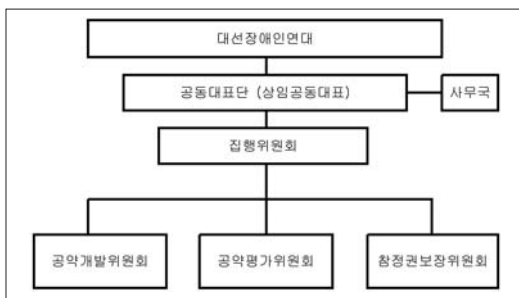 대선장애인연대
공동대표단 (상임공동대표)
사무국
집행위원회
공약개발위원회
공약평가위원회
참정권보장위원회